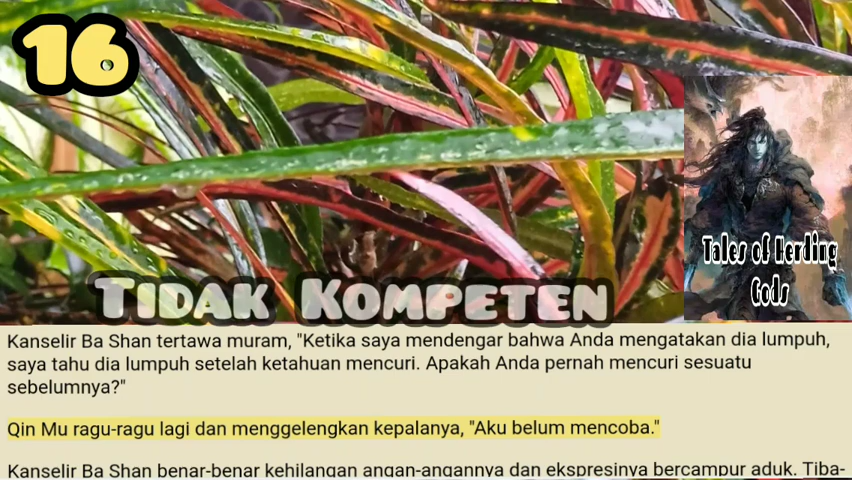 16
Tales of Herding
Gods
TIDAK KOMPETEN
Kanselir Ba Shan tertawa muram, "Ketika saya mendengar bahwa Anda mengatakan dia lumpuh,
saya tahu dia lumpuh setelah ketahuan mencuri. Apakah Anda pernah mencuri sesuatu
sebelumnya?"
Qin Mu ragu-ragu lagi dan menggelengkan kepalanya, "Aku belum mencoba."
Kanselir Ba Shan benar-benar kehilangan angan-angannya dan ekspresinya bercampur aduk. Tiba-